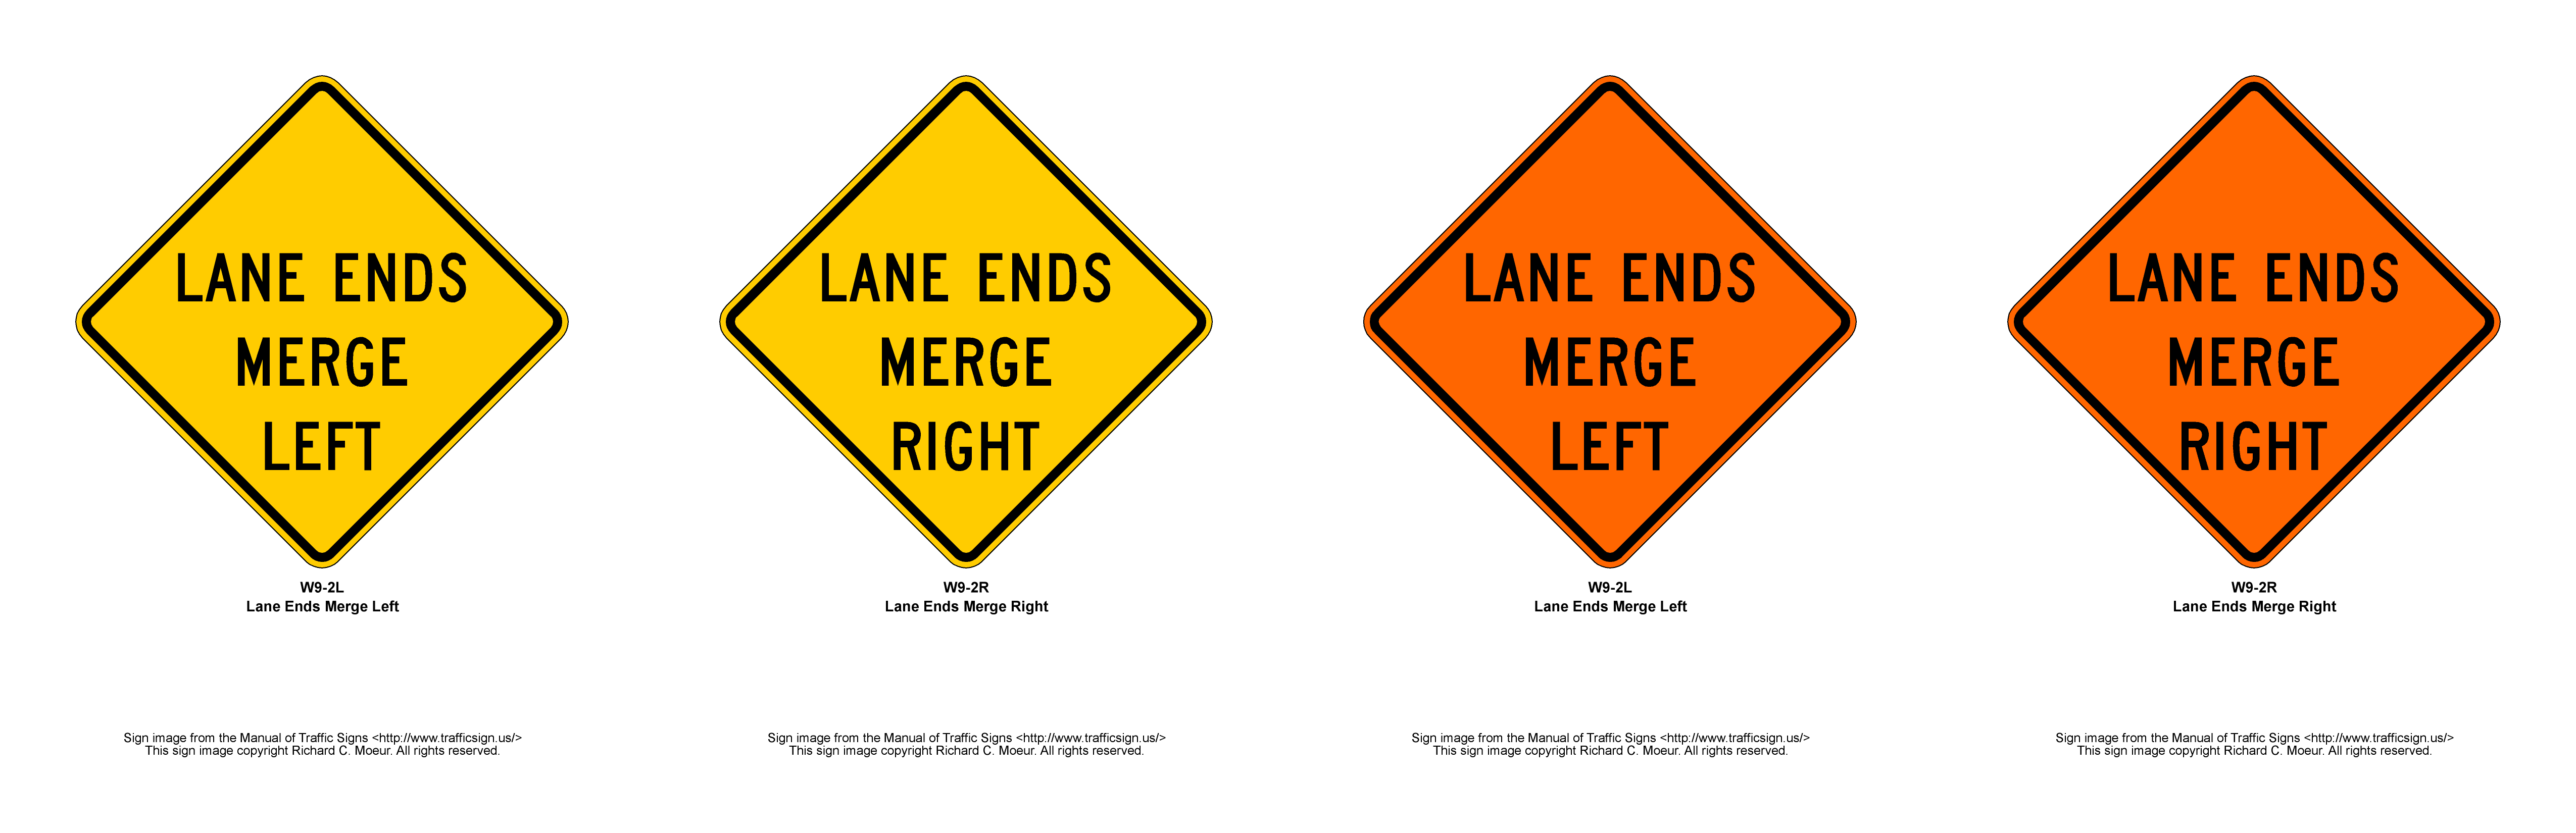 LANE ENDS
MERGE
LEFT
W9-2L
Lane Ends Merge Left
Sign image from the Manual of Traffic Signs <http://www.trafficsign.us/>
This sign image copyright Richard C. Moeur. All rights reserved.
LANE ENDS
MERGE
RIGHT
W9-2R
Lane Ends Merge Right
Sign image from the Manual of Traffic Signs <http://www.trafficsign.us/>
This sign image copyright Richard C. Moeur. All rights reserved.
LANE ENDS
MERGE
LEFT
W9-2L
Lane Ends Merge Left
Sign image from the Manual of Traffic Signs <http://www.trafficsign.us/>
This sign image copyright Richard C. Moeur. All rights reserved.
LANE ENDS
MERGE
RIGHT
W9-2R
Lane Ends Merge Right
Sign image from the Manual of Traffic Signs <http://www.trafficsign.us/>
This sign image copyright Richard C. Moeur. All rights reserved.